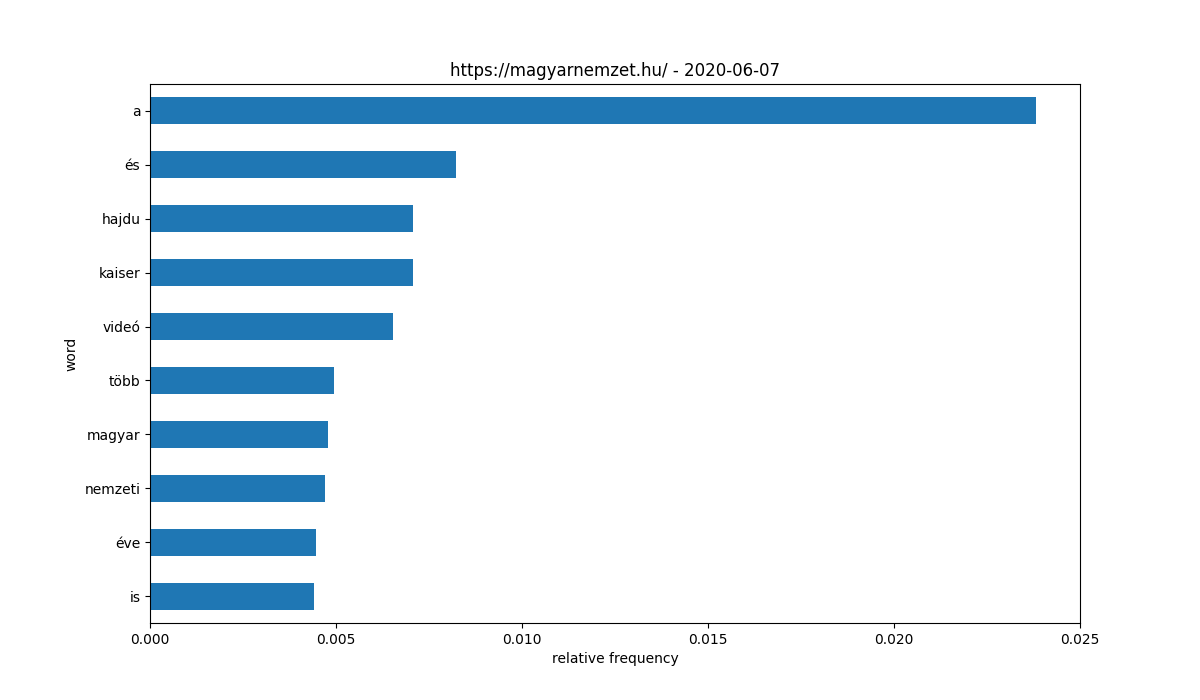 https://magyarnemzet.hu/ - 2020-06-07
a
és
hajdu
kaiser
videó
több
magyar
nemzeti
éve
is
word
0.000 0.005 0.010 0.015 0.020 0.025
relative frequency